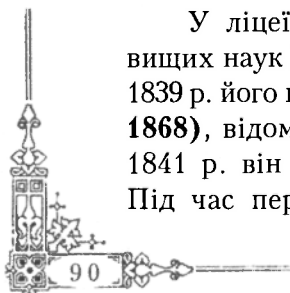 У ліцеї
вищих наук
1839 р. його
1868), відом
1841 р. він
Під час пер
90